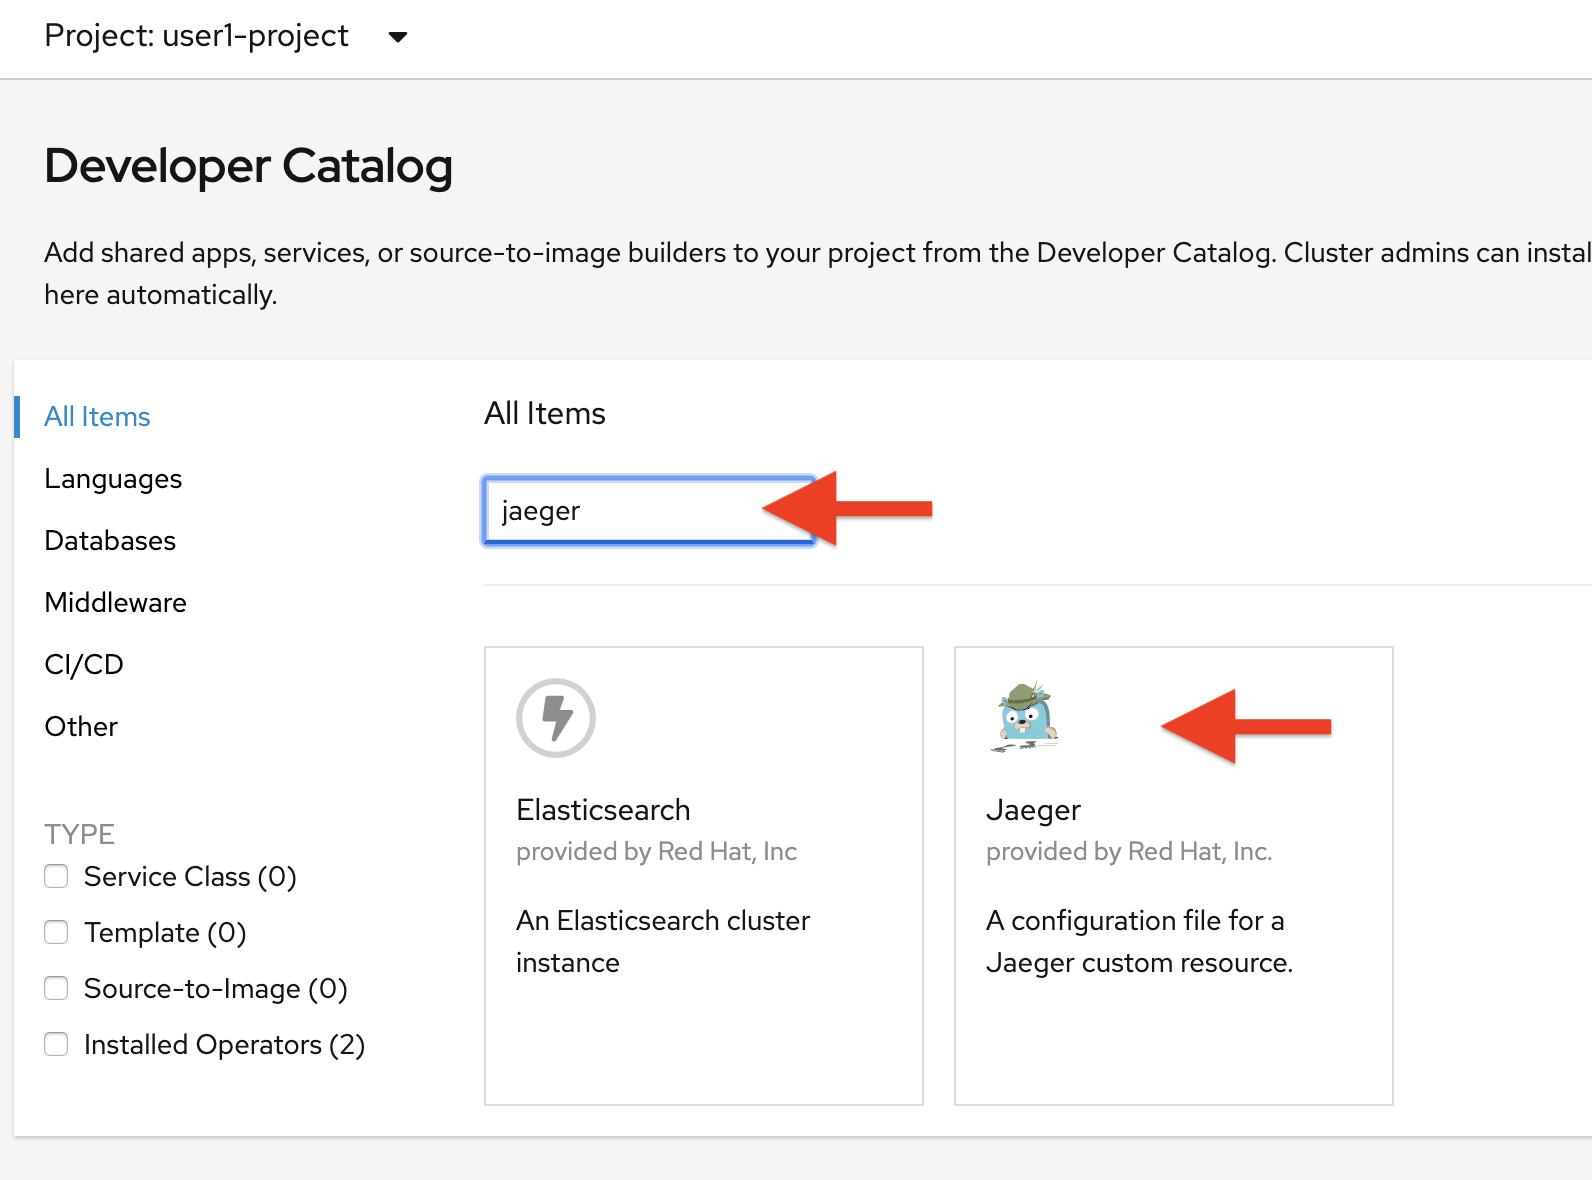 Project: user1-project
Developer Catalog
Add shared apps, services, or source-to-image builders to your project from the Developer Catalog. Cluster admins can instal
here automatically.
All Items
Languages
Databases
Middleware
CI/CD
Other
TYPE
Service Class (0)
Template (0)
Source-to-Image (0)
Installed Operators (2)
All Items
jaeger
Elasticsearch
provided by Red Hat, Inc
An Elasticsearch cluster
instance
Jaeger
provided by Red Hat, Inc.
A configuration file for a
Jaeger custom resource.